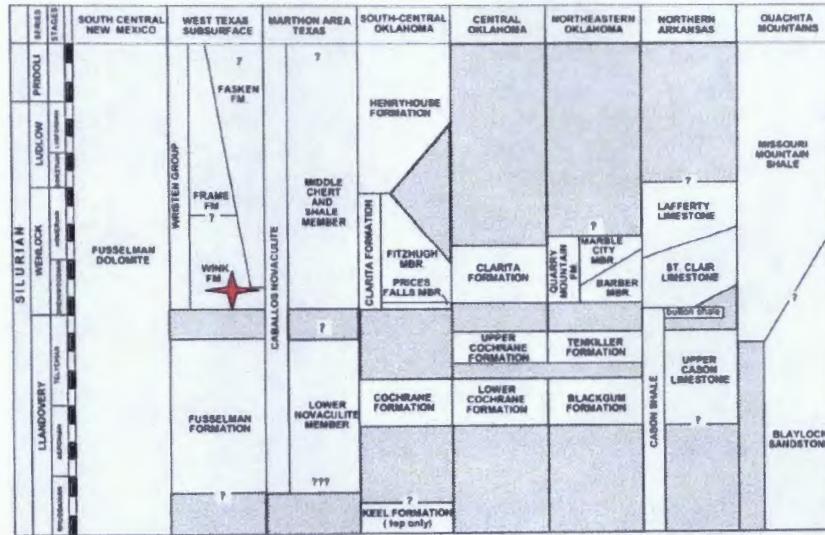 SERIES
STAGES
SOUTH CENTRAL
NEW MEXICO
WEST TEXAS
SUBSURFACE
MARTHON AREA
TEXAS
SOUTH-CENTRAL
OKLAHOMA
CENTRAL
OKLAHOMA
NORTHEASTERN
OKLAHOMA
NORTHERN
ARKANSAS
OUACHITA
MOUNTAINS
SILURIAN
PRIDOLI
LUDLOW
WENLOCK
LLANDOVERY
TELYCHIAN
AERONIAN
FUSSELMAN
DOLOMITE
WRISTEN GROUP
?
FASKEN
FM.
FRAME
FM
?
WINK
FM
FUSSELMAN
FORMATION
?
CABALLOS NOVACULITE
?
MIDDLE
CHERT
AND
SHALE
MEMBER
?
LOWER
NOVACULITE
MEMBER
???
HENRYHOUSE
FORMATION
CLARITA FORMATION
FITZHUGH
MBR.
PRICES
FALLS MBR.
COCHRANE
FORMATION
?
KEEL FORMATION
(top only)
CLARITA
FORMATION
UPPER
COCHRANE
FORMATION
LOWER
COCHRANE
FORMATION
?
QUARRY
MOUNTAIN
FM.
MARBLE
CITY
MBR.
BARBER
MBR.
TENKILLER
FORMATION
BLACKGUM
FORMATION
?
LAFFERTY
LIMESTONE
ST. CLAIR
LIMESTONE
button shale
CASON SHALE
UPPER
CASON
LIMESTONE
?
MISSOURI
MOUNTAIN
SHALE
?
BLAYLOCK
SANDSTONE